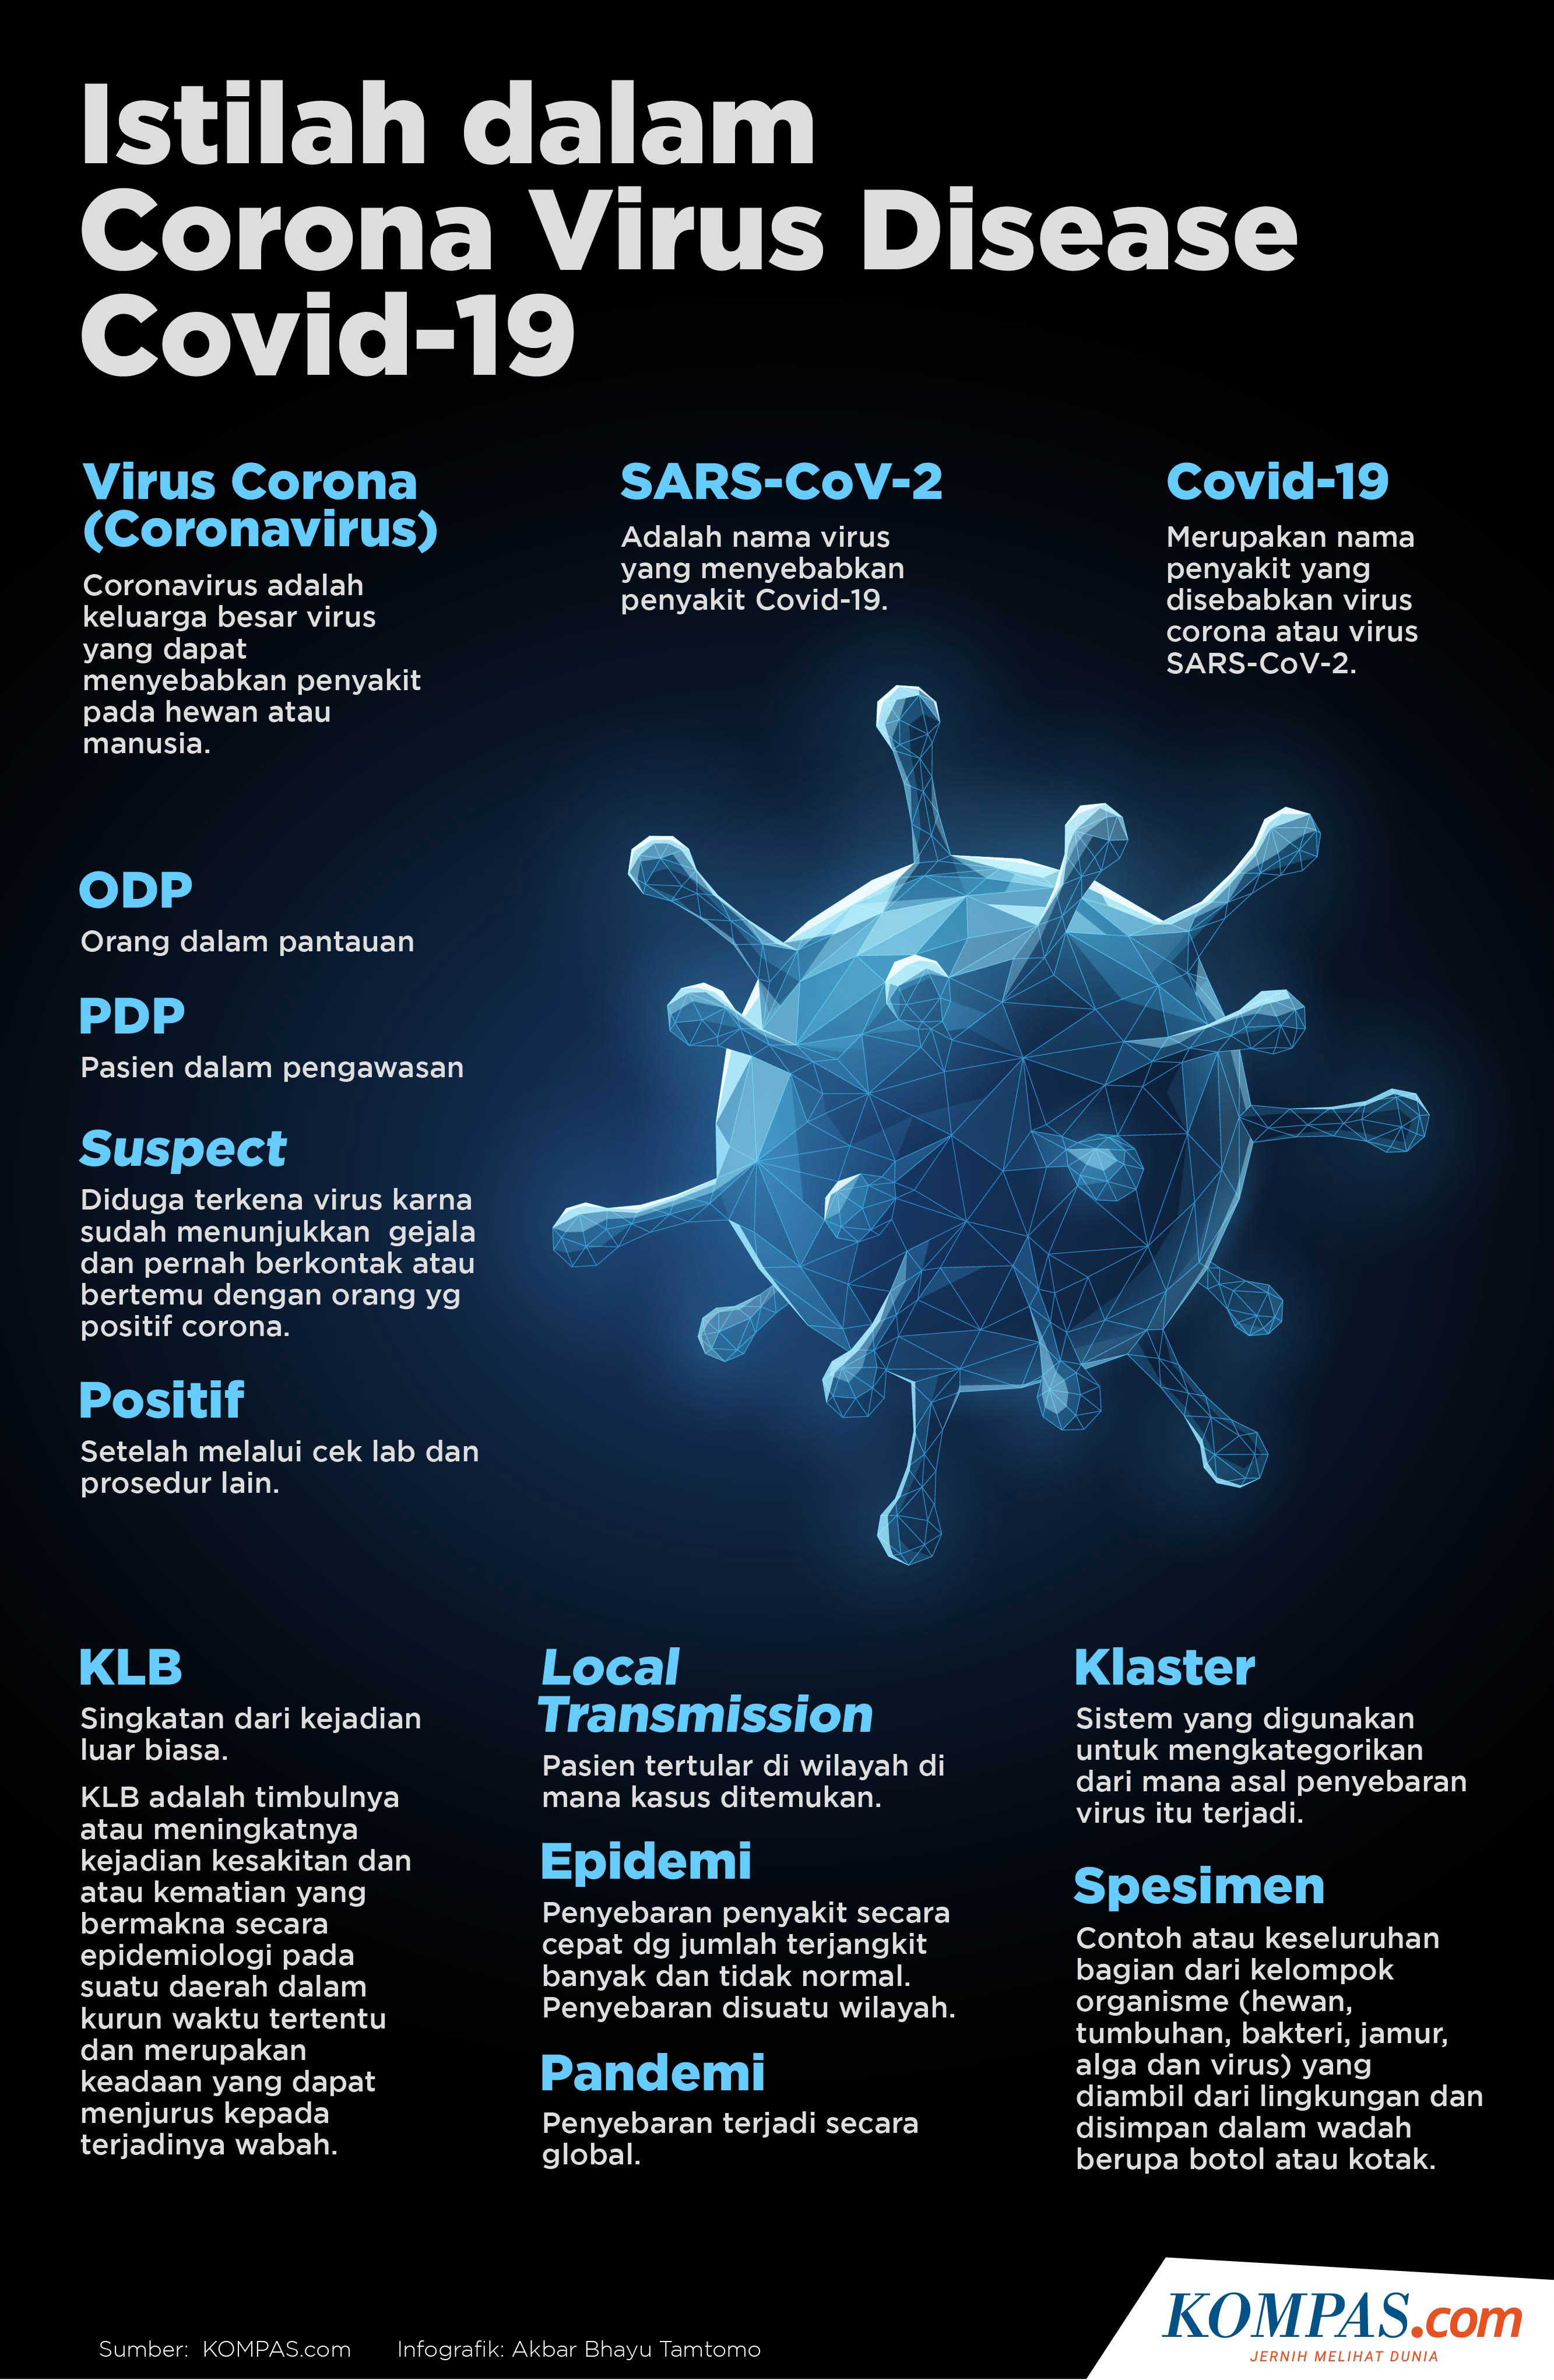 Istilah dalam
Corona Virus Disease
Covid-19
Virus Corona
(Coronavirus)
Coronavirus adalah
keluarga besar virus
yang dapat
menyebabkan penyakit
pada hewan atau
manusia.
SARS-CoV-2
Adalah nama virus
yang menyebabkan
penyakit Covid-19.
Covid-19
Merupakan nama
penyakit yang
disebabkan virus
corona atau virus
SARS-CoV-2.
ODP
Orang dalam pantauan
PDP
Pasien dalam pengawasan
Suspect
Diduga terkena virus karna
sudah menunjukkan  gejala
dan pernah berkontak atau
bertemu dengan orang yg
positif corona.
Positif
Setelah melalui cek lab dan
prosedur lain.
KLB
Singkatan dari kejadian
luar biasa.
KLB adalah timbulnya
atau meningkatnya
kejadian kesakitan dan
atau kematian yang
bermakna secara
epidemiologi pada
suatu daerah dalam
kurun waktu tertentu
dan merupakan
keadaan yang dapat
menjurus kepada
terjadinya wabah.
Local
Transmission
Pasien tertular di wilayah di
mana kasus ditemukan.
Epidemi
Penyebaran penyakit secara
cepat dg jumlah terjangkit
banyak dan tidak normal.
Penyebaran disuatu wilayah.
Pandemi
Penyebaran terjadi secara
global.
Klaster
Sistem yang digunakan
untuk mengkategorikan
dari mana asal penyebaran
virus itu terjadi.
Spesimen
Contoh atau keseluruhan
bagian dari kelompok
organisme (hewan,
tumbuhan, bakteri, jamur,
alga dan virus) yang
diambil dari lingkungan dan
disimpan dalam wadah
berupa botol atau kotak.
Sumber:  KOMPAS.com
Infografik: Akbar Bhayu Tamtomo
KOMPAS.com
JERNIH MELIHAT DUNIA